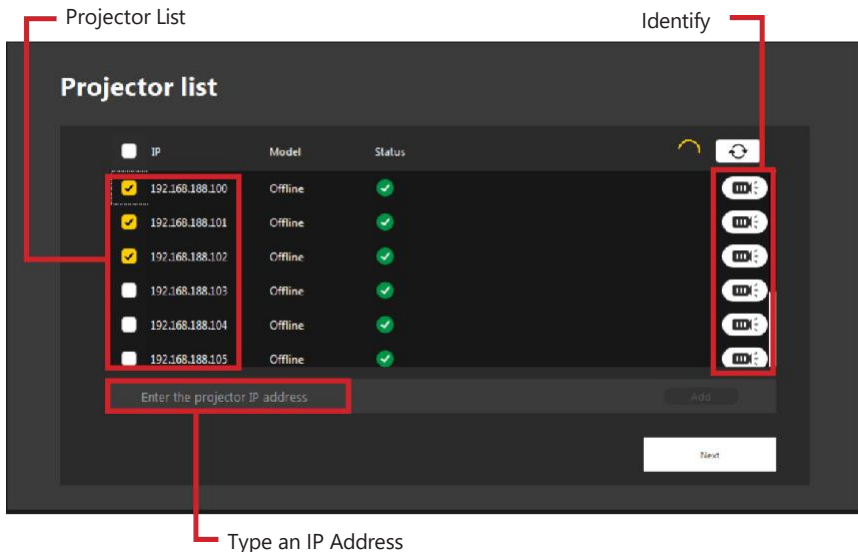 Projector List
Identify
Projector list
IP Model Status
192.168.188.100 Offline
192.168.188.101 Offline
192.168.188.102 Offline
192.168.188.103 Offline
192.168.188.104 Offline
192.168.188.105 Offline
Enter the projector IP address Add
Next
Type an IP Address